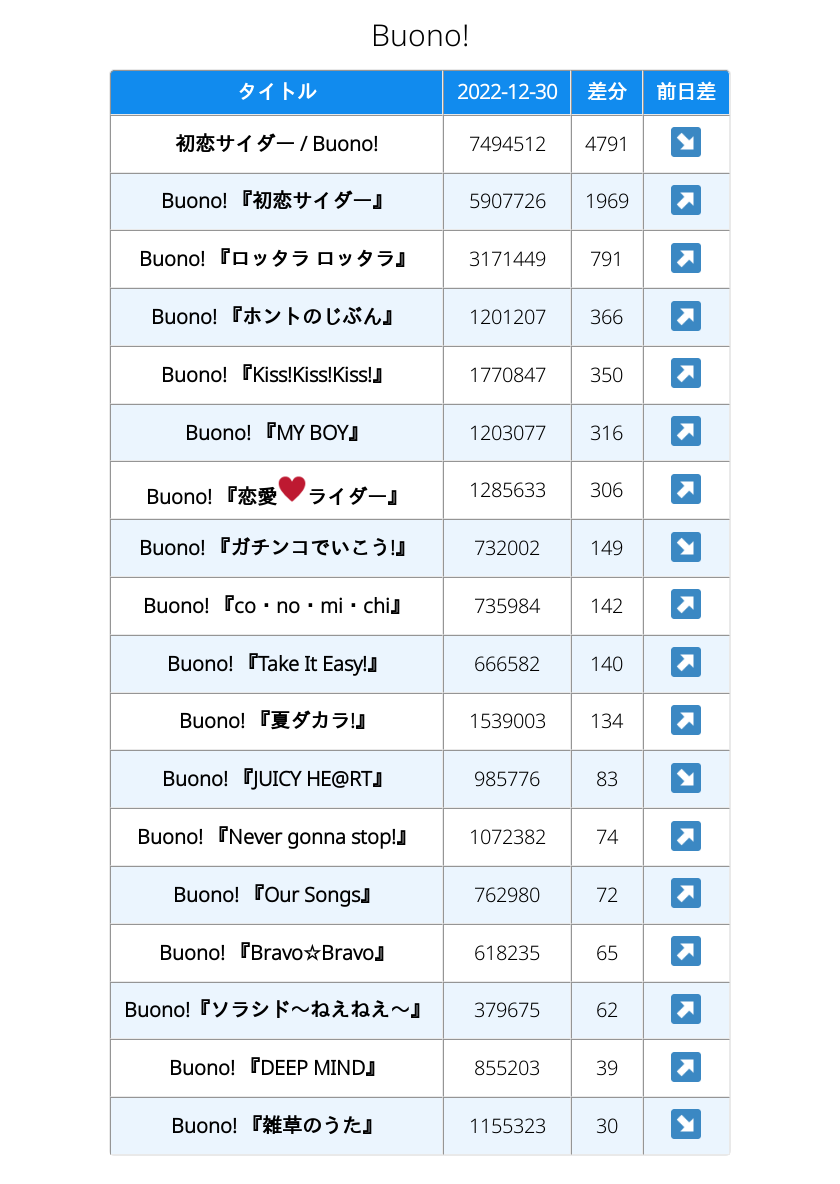 Buono!
タイトル 2022-12-30 差分 前日差
初恋サイダー / Buono! 7494512 4791 ↘
Buono! 『初恋サイダー』 5907726 1969 ↗
Buono! 『ロッタラ ロッタラ』 3171449 791 ↗
Buono! 『ホントのじぶん』 1201207 366 ↗
Buono! 『Kiss!Kiss!Kiss!』 1770847 350 ↗
Buono! 『MY BOY』 1203077 316 ↗
Buono! 『恋愛♥ライダー』 1285633 306 ↗
Buono! 『ガチンコでいこう!』 732002 149 ↘
Buono! 『co・no・mi・chi』 735984 142 ↗
Buono! 『Take It Easy!』 666582 140 ↗
Buono! 『夏ダカラ!』 1539003 134 ↗
Buono! 『JUICY HE@RT』 985776 83 ↘
Buono! 『Never gonna stop!』 1072382 74 ↗
Buono! 『Our Songs』 762980 72 ↗
Buono! 『Bravo☆Bravo』 618235 65 ↗
Buono!『ソラシド～ねえねえ～』 379675 62 ↗
Buono! 『DEEP MIND』 855203 39 ↗
Buono! 『雑草のうた』 1155323 30 ↘